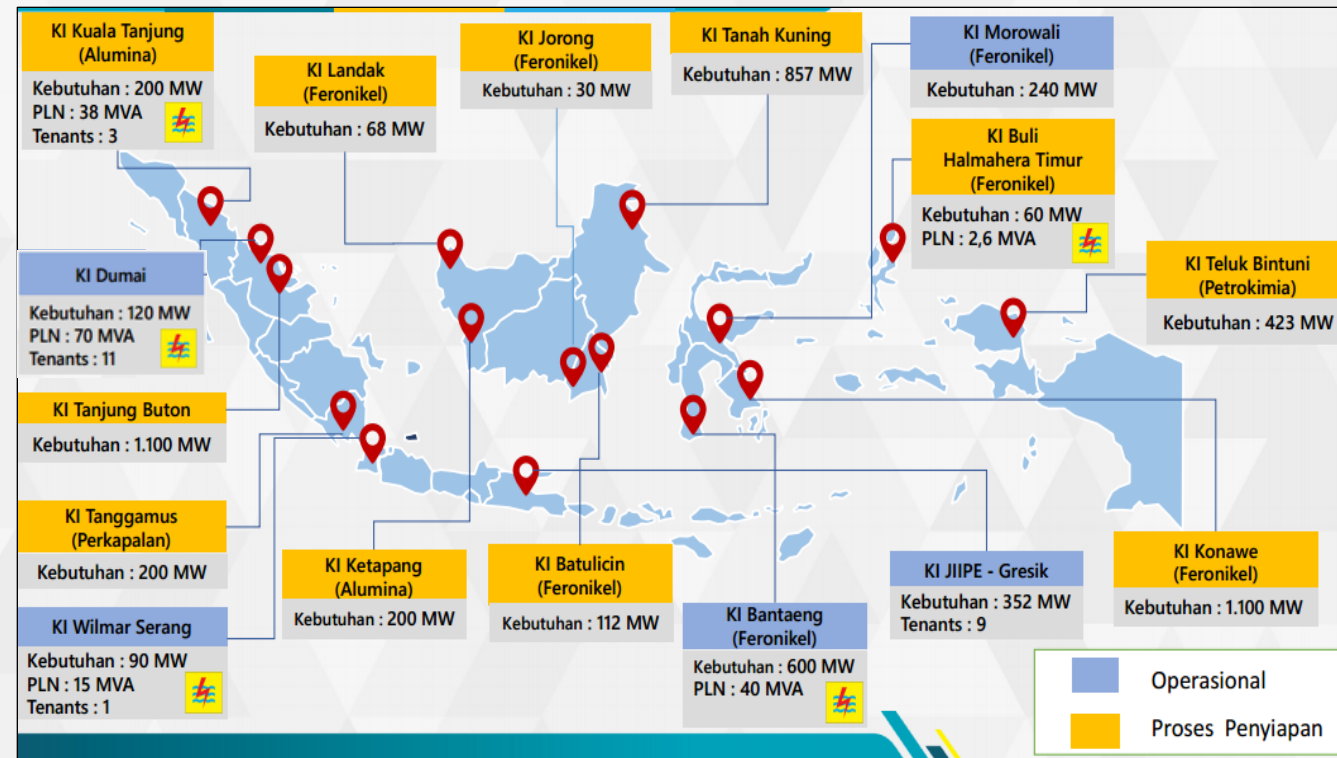 KI Kuala Tanjung
(Alumina)
Kebutuhan : 200 MW
PLN : 38 MVA
Tenants : 3
KI Landak
(Feronikel)
Kebutuhan : 68 MW
KI Jorong
(Feronikel)
Kebutuhan : 30 MW
KI Tanah Kuning
Kebutuhan : 857 MW
KI Morowali
(Feronikel)
Kebutuhan : 240 MW
KI Buli
Halmahera Timur
(Feronikel)
Kebutuhan : 60 MW
PLN : 2,6 MVA
KI Teluk Bintuni
(Petrokimia)
Kebutuhan : 423 MW
KI Dumai
Kebutuhan : 120 MW
PLN : 70 MVA
Tenants : 11
KI Tanjung Buton
Kebutuhan : 1.100 MW
KI Tanggamus
(Perkapalan)
Kebutuhan : 200 MW
KI Wilmar Serang
Kebutuhan : 90 MW
PLN : 15 MVA
Tenants : 1
KI Ketapang
(Alumina)
Kebutuhan : 200 MW
KI Batulicin
(Feronikel)
Kebutuhan : 112 MW
KI Bantaeng
(Feronikel)
Kebutuhan : 600 MW
PLN : 40 MVA
KI JIIPE - Gresik
Kebutuhan : 352 MW
Tenants : 9
KI Konawe
(Feronikel)
Kebutuhan : 1.100 MW
Operasional
Proses Penyiapan